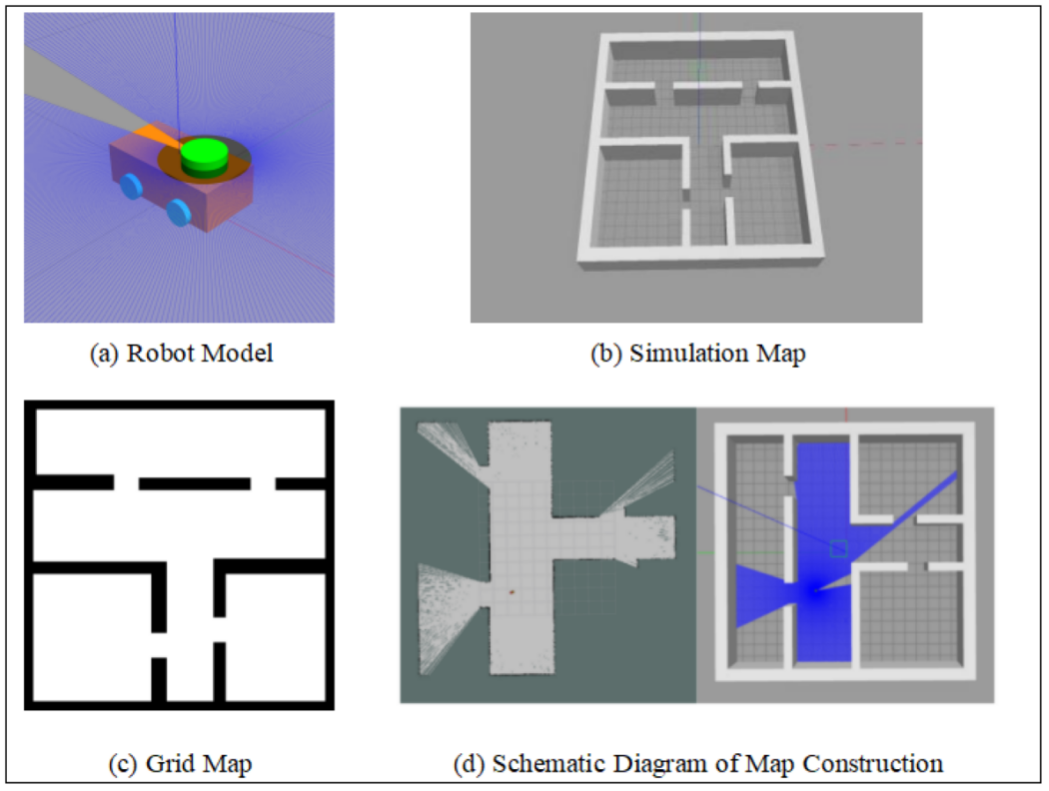 (a) Robot Model
(b) Simulation Map
(c) Grid Map
(d) Schematic Diagram of Map Construction